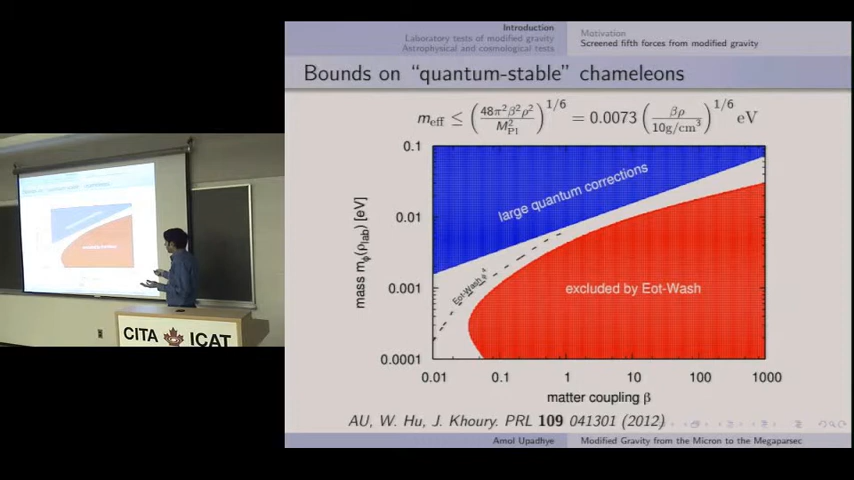 Introduction
Laboratory tests of modified gravity
Astrophysical and cosmological tests
Motivation
Screened fifth forces from modified gravity
Bounds on “quantum-stable” chameleons
m_eff ≤ (48π²β²ρ² / M²_Pl)^1/6 = 0.0073 (βρ / 10g/cm³)^1/6 eV
0.1
0.01
0.001
0.0001
mass m_ϕ(ρ_lab) [eV]
large quantum corrections
Eot-Wash ϕ⁴
excluded by Eot-Wash
0.01 0.1 1 10 100 1000
matter coupling β
AU, W. Hu, J. Khoury. PRL 109 041301 (2012)
Amol Upadhye
Modified Gravity from the Micron to the Megaparsec
CITA ICAT